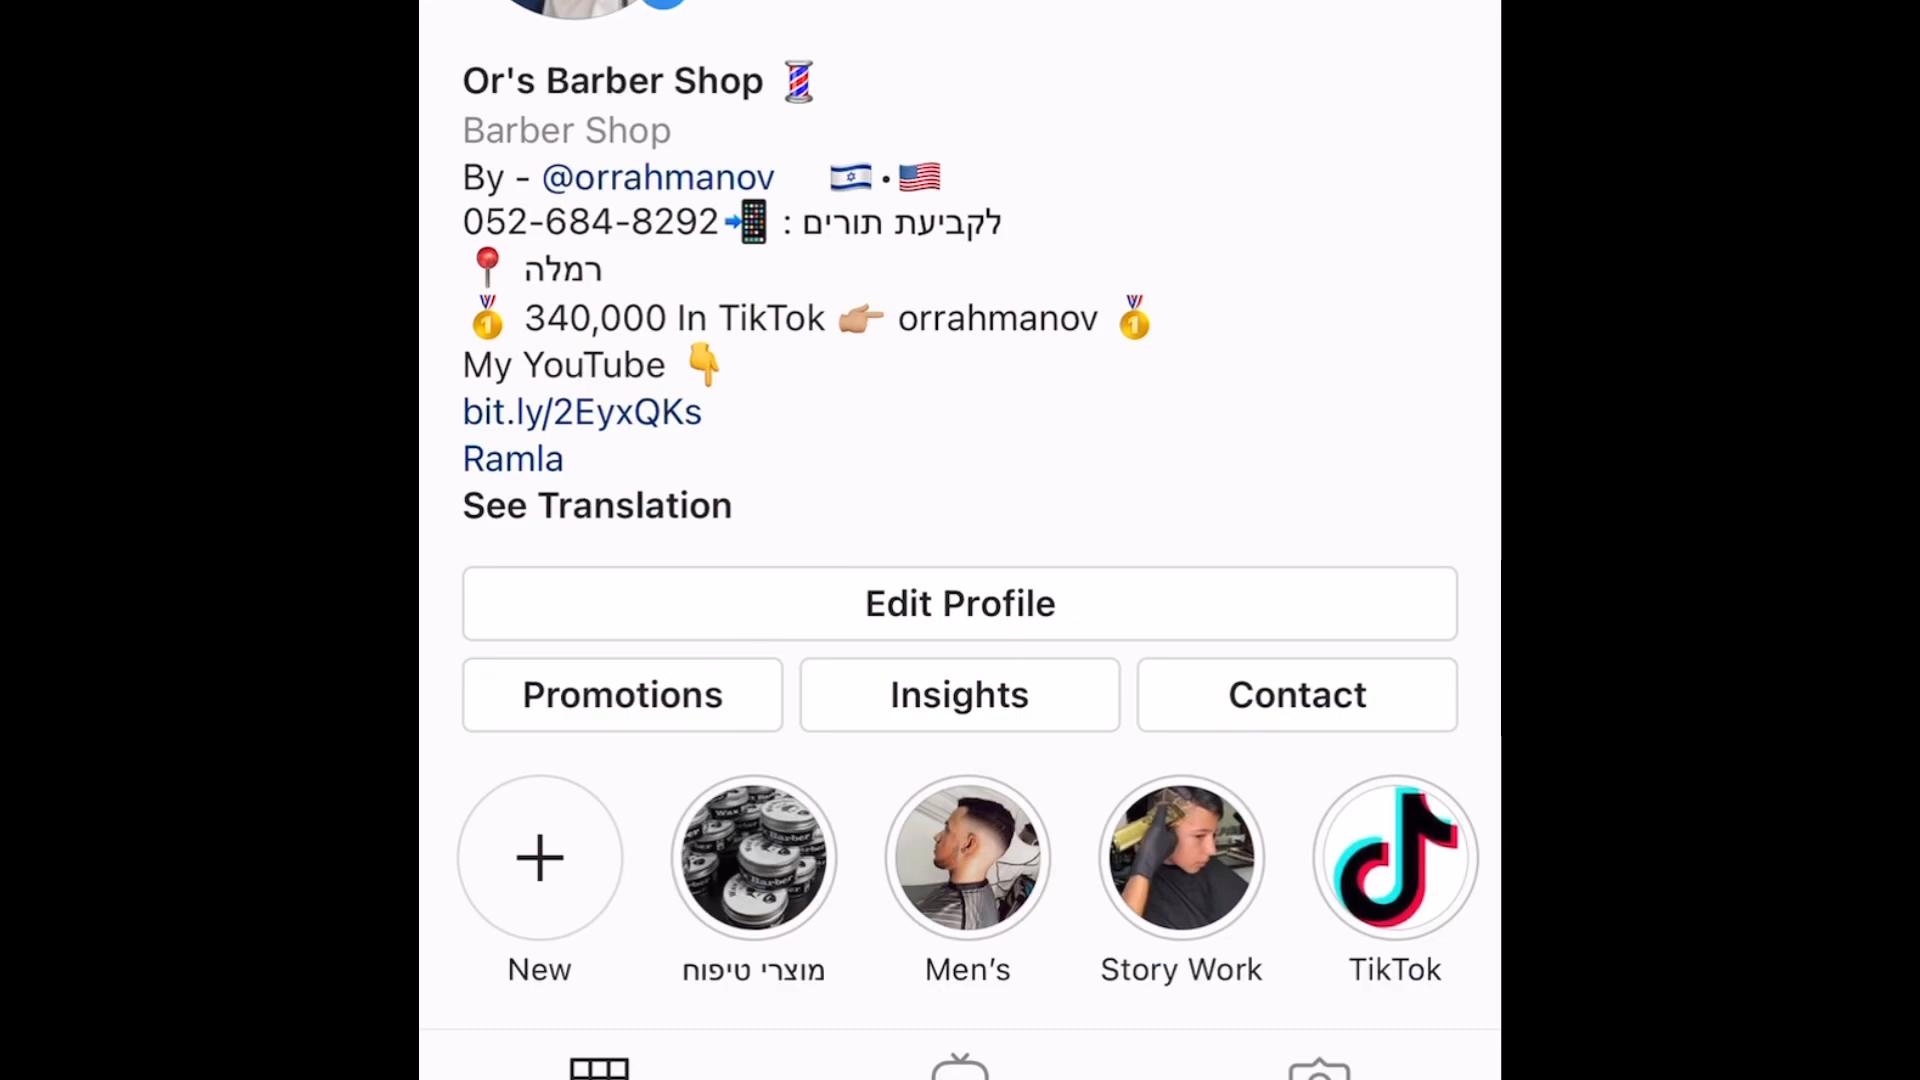 Or's Barber Shop 💈
Barber Shop
By - @orrahmanov 🇮🇱 • 🇺🇸
052-684-8292📲 : לקביעת תורים
📍 רמלה
🥇 340,000 In TikTok 👉🏼 orrahmanov 🥇
My YouTube 👇
bit.ly/2EyxQKs
Ramla
See Translation
Edit Profile
Promotions
Insights
Contact
New
מוצרי טיפוח
Men's
Story Work
TikTok